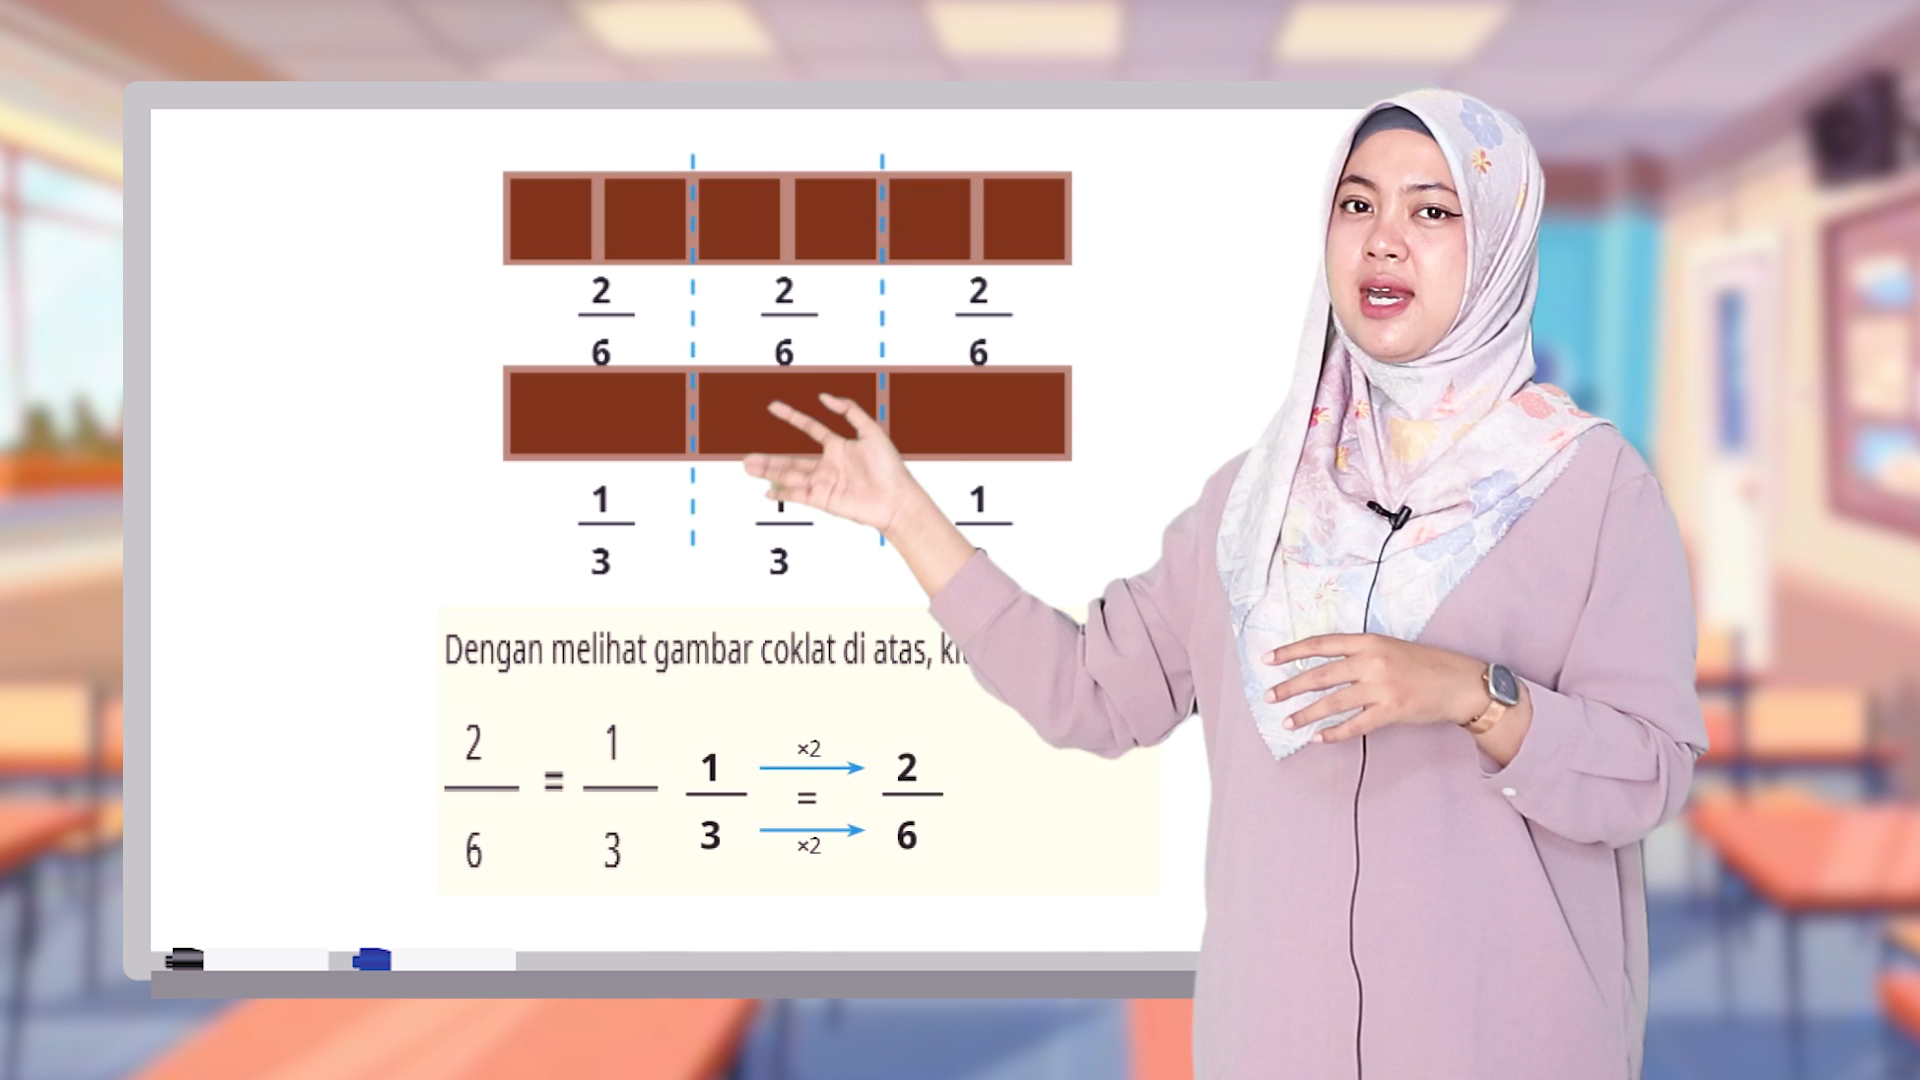 2 2 2
6 6 6
1 1 1
3 3
Dengan melihat gambar coklat di atas,
2 = 1
6 3
1 ×2 2
=
3 ×2 6